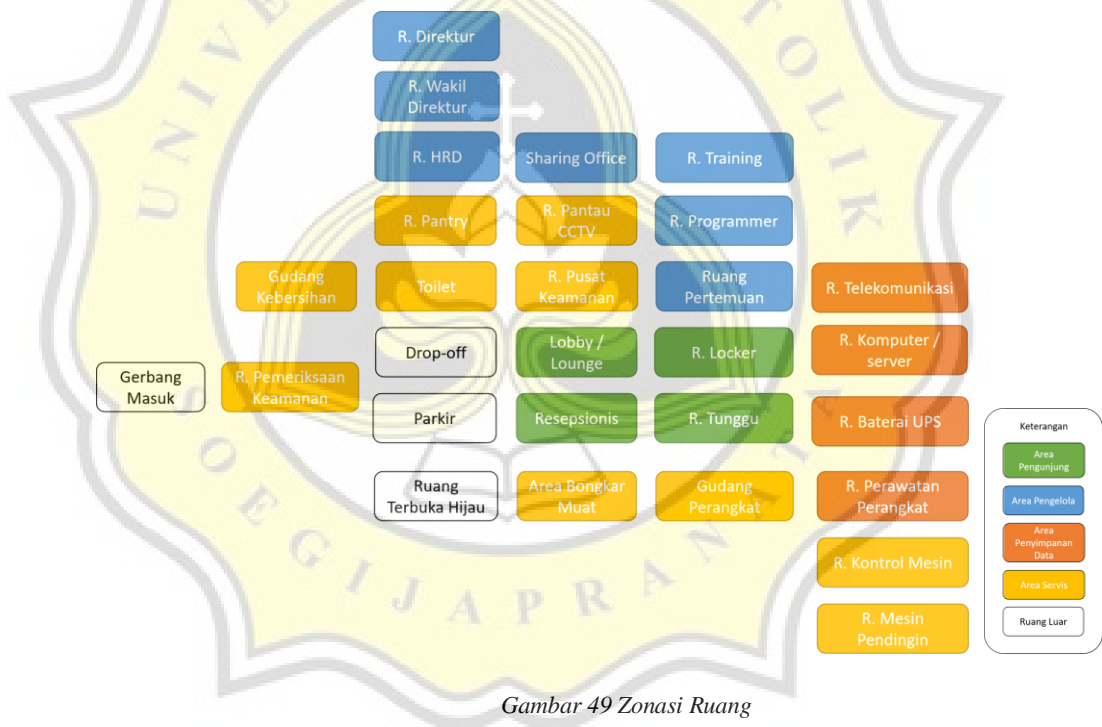 R. Direktur
R. Wakil
Direktur
R. HRD
Sharing Office
R. Training
R. Pantry
R. Pantau
CCTV
R. Programmer
Gudang
Kebersihan
Toilet
R. Pusat
Keamanan
Ruang
Pertemuan
R. Telekomunikasi
Drop-off
Lobby /
Lounge
R. Locker
R. Komputer /
server
Gerbang
Masuk
R. Pemeriksaan
Keamanan
Parkir
Resepsionis
R. Tunggu
R. Baterai UPS
Ruang
Terbuka Hijau
Area Bongkar
Muat
Gudang
Perangkat
R. Perawatan
Perangkat
R. Kontrol Mesin
R. Mesin
Pendingin
Keterangan
Area
Pengunjung
Area Pengelola
Area
Penyimpanan
Data
Area Servis
Ruang Luar
UNIVE
TOLIK
SOEGIJAPRANATA
Gambar 49 Zonasi Ruang